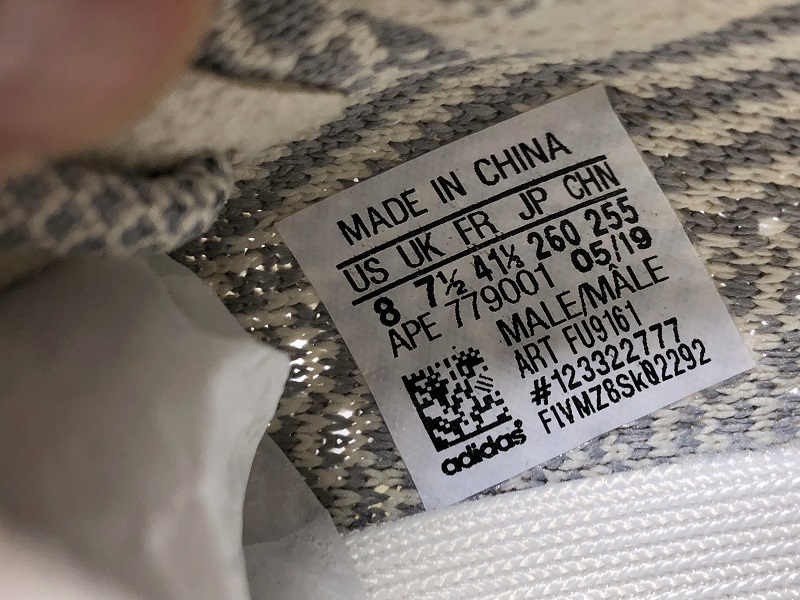 MADE IN CHINA
US UK FR JP CHN
8 7½ 41⅓ 260 255
APE 779001 05/19
MALE/MÂLE
ART FU9161
#123322777
FIVMZ6Sk02292
adidas